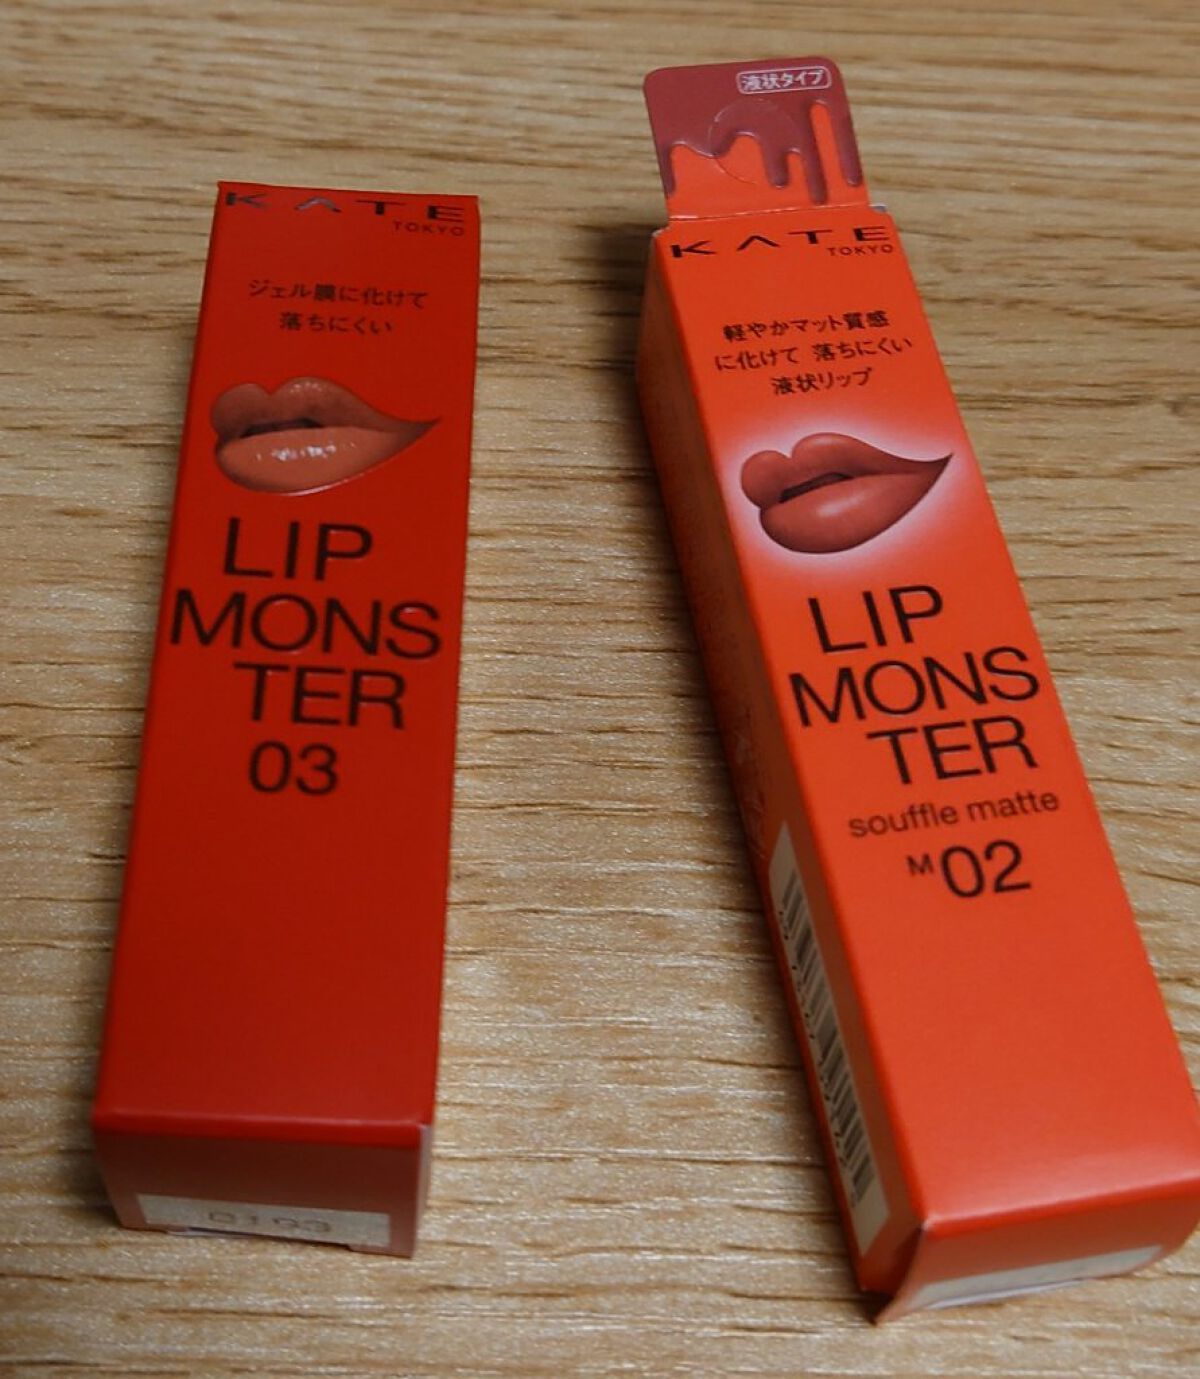 KATE
TOKYO
ジェル膜に化けて
落ちにくい
LIP
MONS
TER
03
液状タイプ
KATE
TOKYO
軽やかマット質感
に化けて 落ちにくい
液状リップ
LIP
MONS
TER
souffle matte
M02